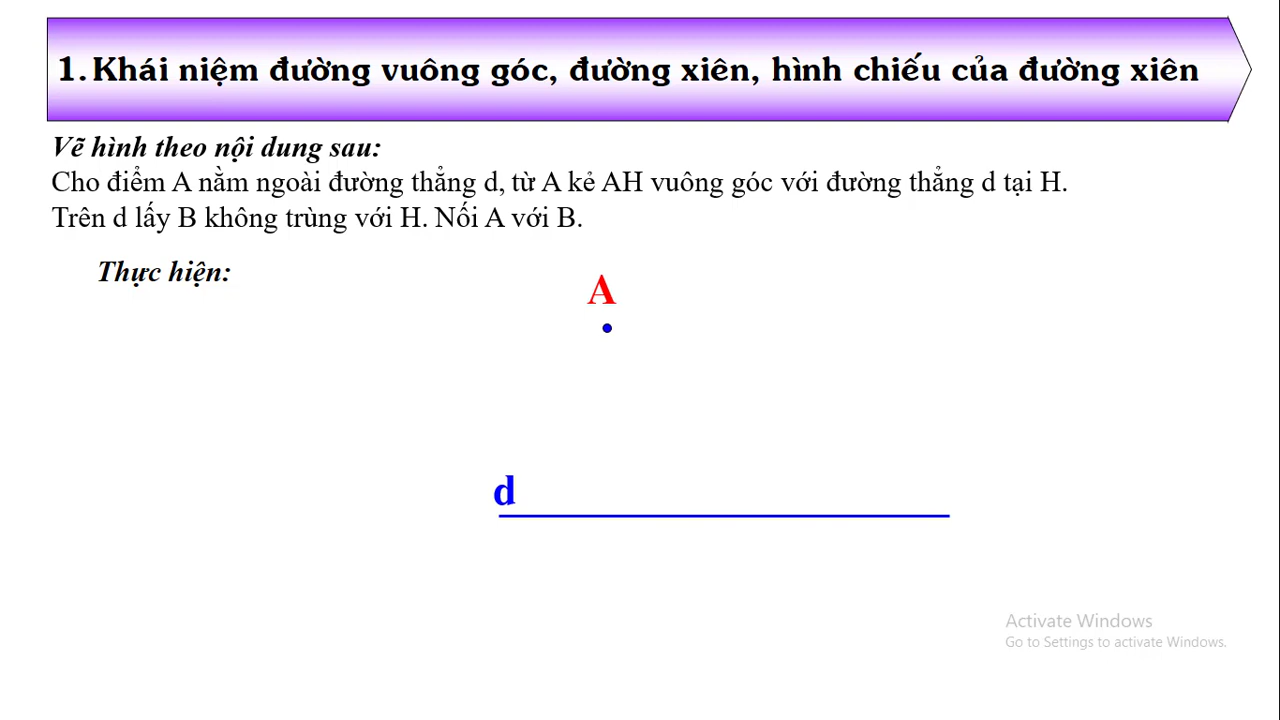 1. Khái niệm đường vuông góc, đường xiên, hình chiếu của đường xiên
Vẽ hình theo nội dung sau:
Cho điểm A nằm ngoài đường thẳng d, từ A kẻ AH vuông góc với đường thẳng d tại H.
Trên d lấy B không trùng với H. Nối A với B.
Thực hiện:
A
d
Activate Windows
Go to Settings to activate Windows.